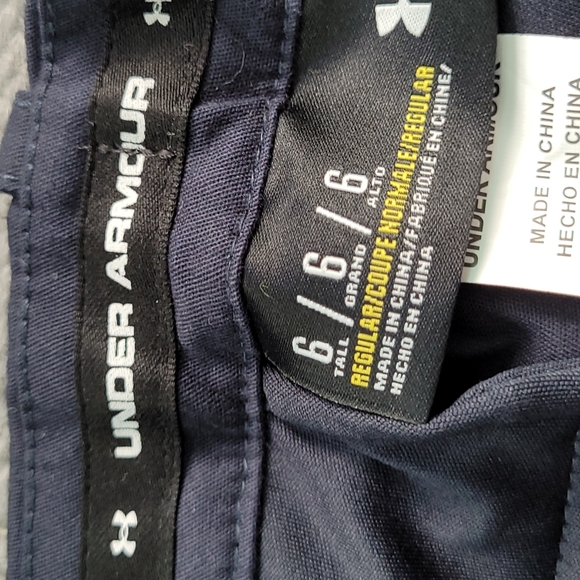 UNDER ARMOUR
6 / 6 / 6
TALL GRAND ALTO
REGULAR/COUPE NORMALE/REGULAR
MADE IN CHINA/FABRIQUÉ EN CHINE/
HECHO EN CHINA
UNDER ARMOUR
MADE IN CHINA
HECHO EN CHINA